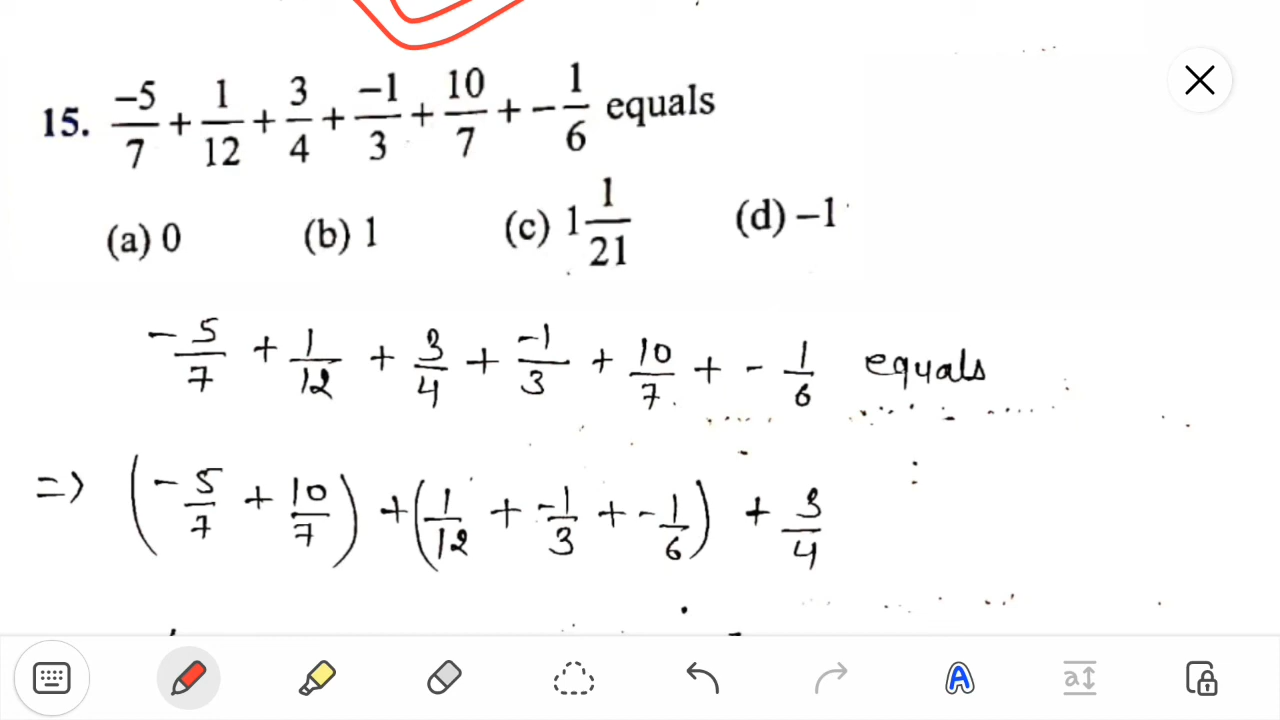 15. -5/7 + 1/12 + 3/4 + -1/3 + 10/7 + -1/6 equals
(a) 0 (b) 1 (c) 1 1/21 (d) -1
-5/7 + 1/12 + 3/4 + -1/3 + 10/7 + -1/6 equals
=> (-5/7 + 10/7) + (1/12 + -1/3 + -1/6) + 3/4
A a